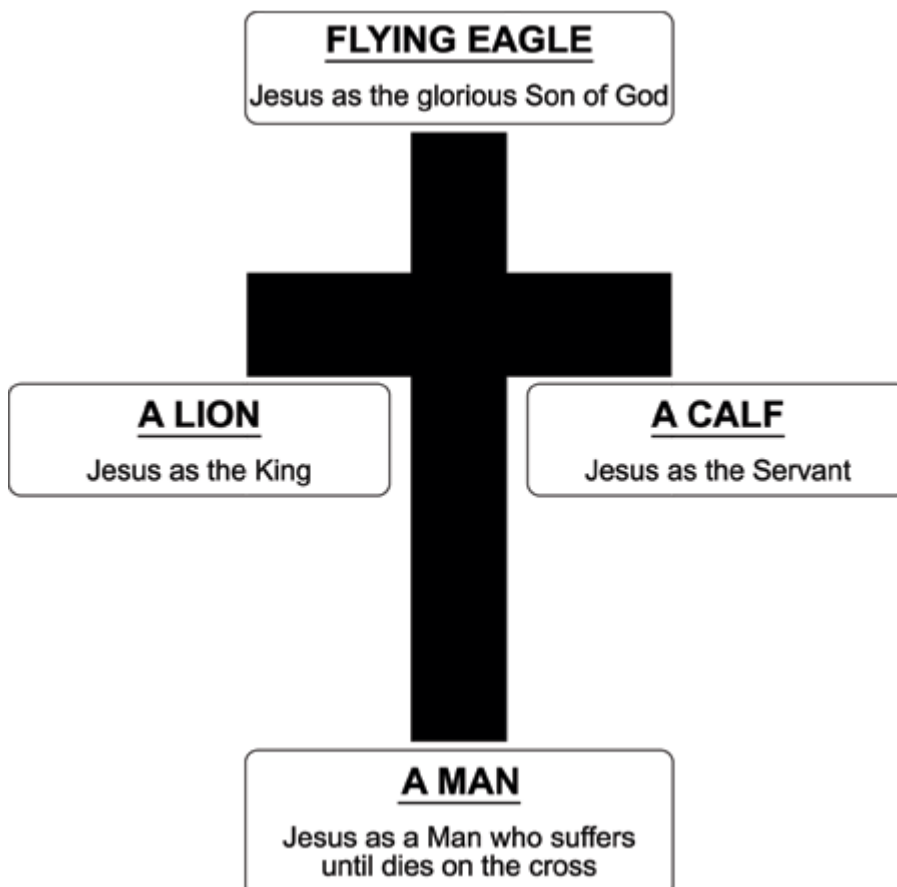 FLYING EAGLE
Jesus as the glorious Son of God
A LION
Jesus as the King
A CALF
Jesus as the Servant
A MAN
Jesus as a Man who suffers
until dies on the cross